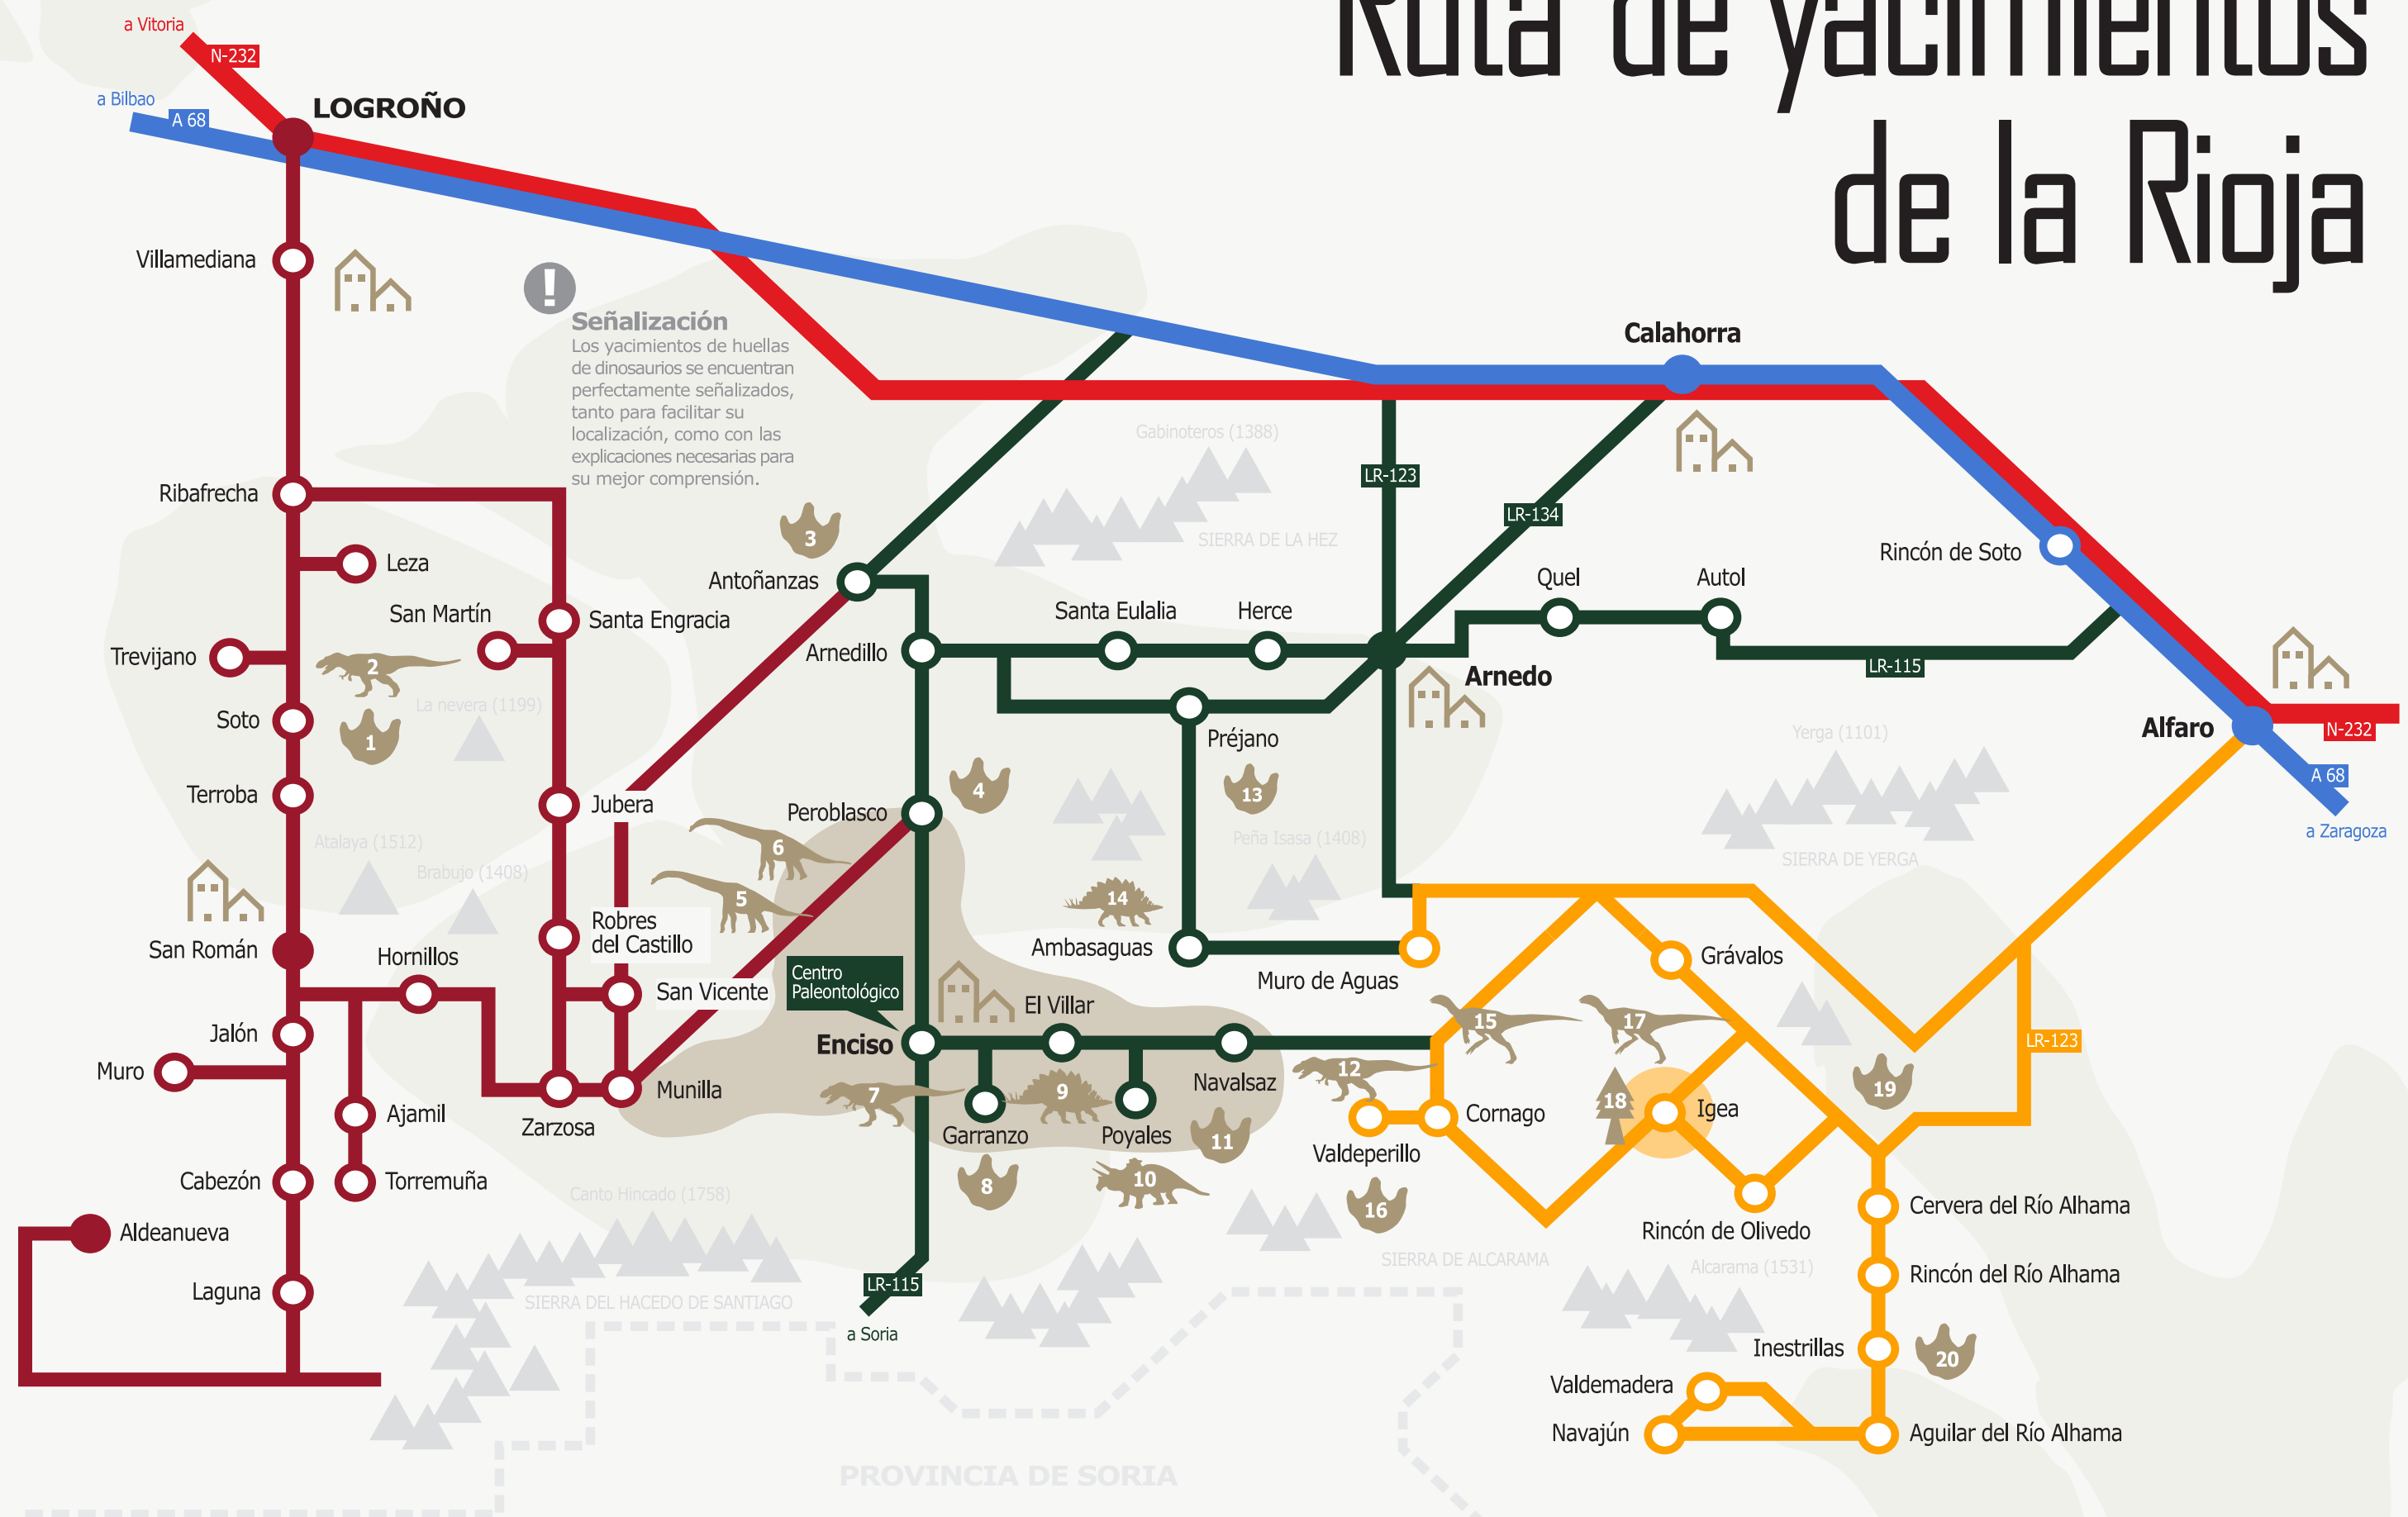 Ruta de yacimientos
de la Rioja
a Vitoria
N-232
a Bilbao
A 68
LOGROÑO
Villamediana
!
Señalización
Los yacimientos de huellas
de dinosaurios se encuentran
perfectamente señalizados,
tanto para facilitar su
localización, como con las
explicaciones necesarias para
su mejor comprensión.
Calahorra
Gabinoteros (1388)
LR-123
Ribafrecha
LR-134
3
SIERRA DE LA HEZ
Rincón de Soto
Leza
Antoñanzas
Quel
Autol
San Martín
Santa Engracia
Santa Eulalia
Herce
Trevijano
2
Arnedillo
Arnedo
LR-115
La nevera (1199)
Soto
1
Préjano
Yerga (1101)
Alfaro
N-232
A 68
a Zaragoza
Terroba
Jubera
Peroblasco
4
13
Atalaya (1512)
Brabujo (1408)
6
Peña Isasa (1408)
SIERRA DE YERGA
5
14
San Román
Hornillos
Robres
del Castillo
Ambasaguas
Muro de Aguas
Grávalos
Centro
Paleontológico
San Vicente
El Villar
15
17
Jalón
Enciso
LR-123
Muro
Munilla
7
9
Navalsaz
12
18
Igea
19
Ajamil
Zarzosa
Garranzo
Poyales
11
Cornago
Valdeperillo
Cabezón
Torremuña
Canto Hincado (1758)
8
10
16
Cervera del Río Alhama
Aldeanueva
Rincón de Olivedo
SIERRA DE ALCARAMA
Alcarama (1531)
Rincón del Río Alhama
Laguna
SIERRA DEL HACEDO DE SANTIAGO
LR-115
a Soria
Inestrillas
20
Valdemadera
Navajún
Aguilar del Río Alhama
PROVINCIA DE SORIA